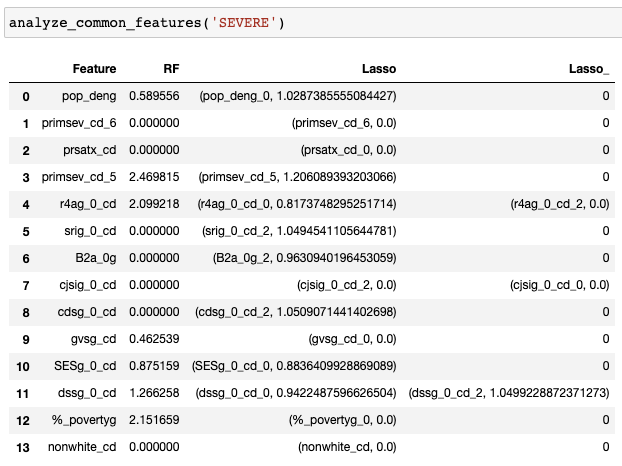 analyze_common_features('SEVERE')
Feature RF Lasso Lasso_
0 pop_deng 0.589556 (pop_deng_0, 1.0287385555084427) 0
1 primsev_cd_6 0.000000 (primsev_cd_6, 0.0) 0
2 prsatx_cd 0.000000 (prsatx_cd_0, 0.0) 0
3 primsev_cd_5 2.469815 (primsev_cd_5, 1.206089393203066) 0
4 r4ag_0_cd 2.099218 (r4ag_0_cd_0, 0.8173748295251714) (r4ag_0_cd_2, 0.0)
5 srig_0_cd 0.000000 (srig_0_cd_2, 1.0494541105644781) 0
6 B2a_0g 0.000000 (B2a_0g_2, 0.9630940196453059) 0
7 cjsig_0_cd 0.000000 (cjsig_0_cd_2, 0.0) (cjsig_0_cd_0, 0.0)
8 cdsg_0_cd 0.000000 (cdsg_0_cd_2, 1.0509071441402698) 0
9 gvsg_cd 0.462539 (gvsg_cd_0, 0.0) 0
10 SESg_0_cd 0.875159 (SESg_0_cd_0, 0.8836409928869089) 0
11 dssg_0_cd 1.266258 (dssg_0_cd_0, 0.9422487596626504) (dssg_0_cd_2, 1.0499228872371273)
12 %_povertyg 2.151659 (%_povertyg_0, 0.0) 0
13 nonwhite_cd 0.000000 (nonwhite_cd, 0.0) 0